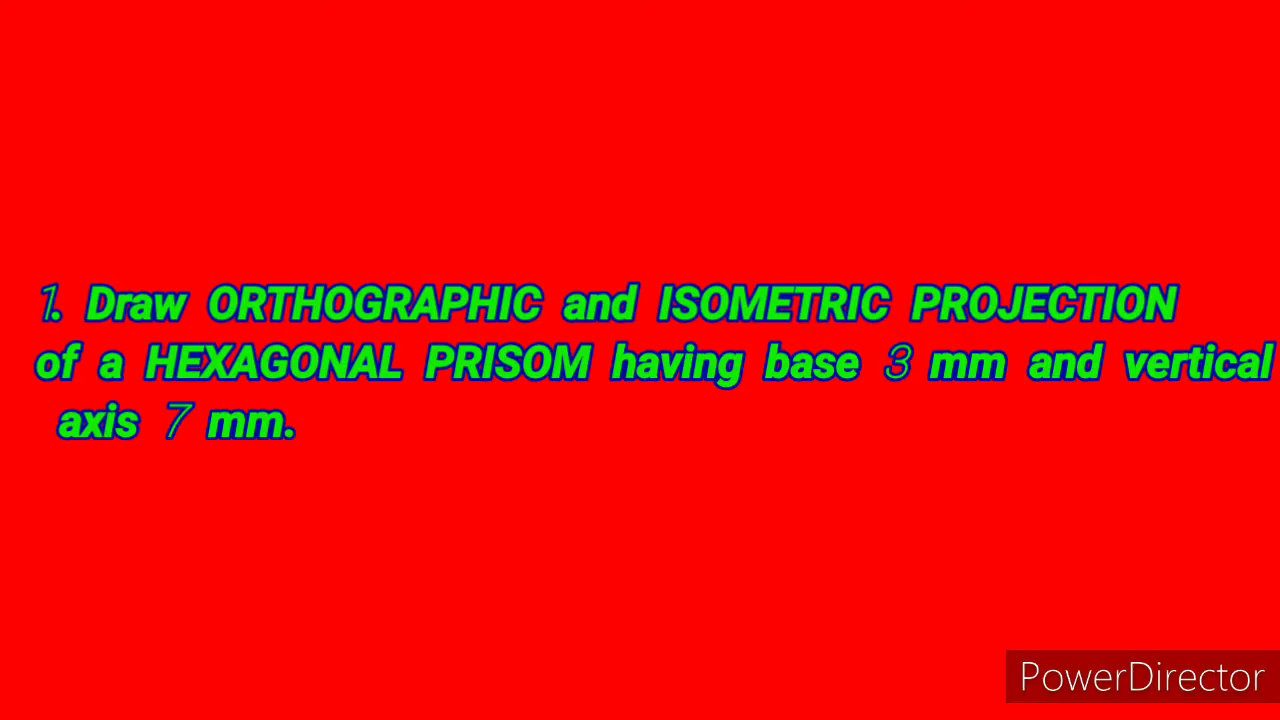 1. Draw ORTHOGRAPHIC and ISOMETRIC PROJECTION
of a HEXAGONAL PRISOM having base 3 mm and vertical
axis 7 mm.
PowerDirector